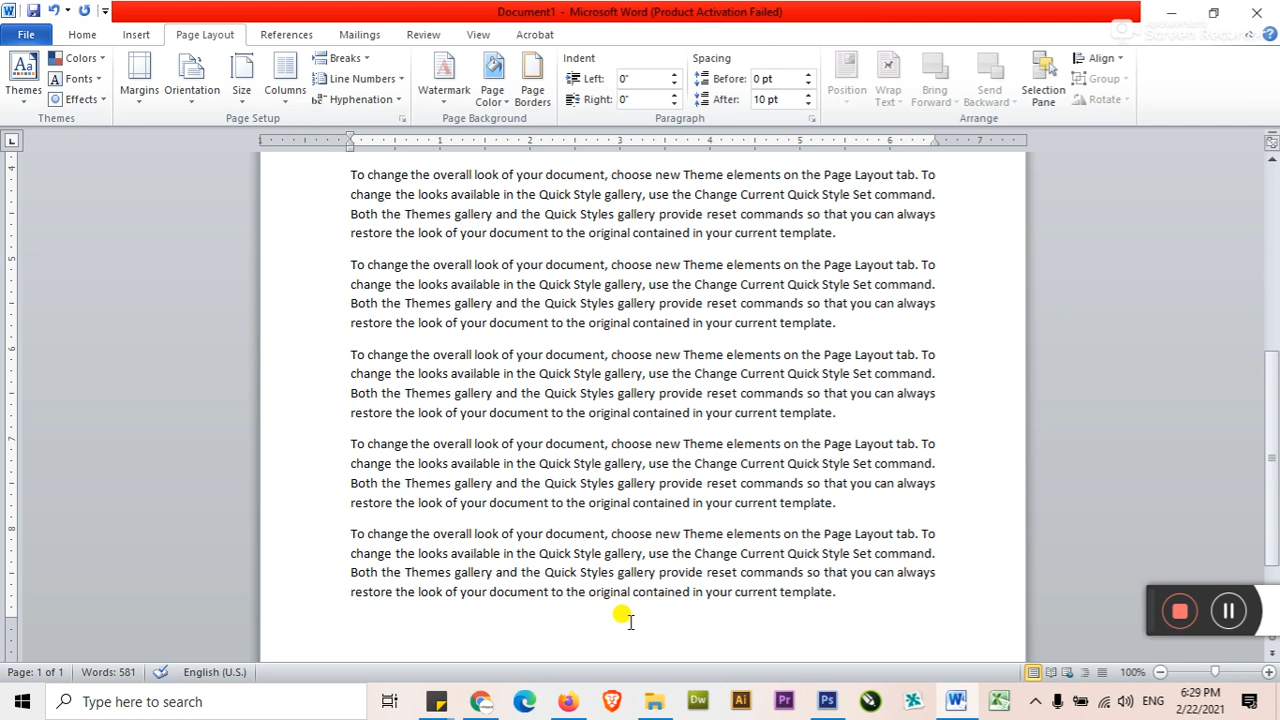 Document1 - Microsoft Word (Product Activation Failed)
File Home Insert Page Layout References Mailings Review View Acrobat
Themes
Colors
Fonts
Effects
Themes
Margins
Orientation
Size
Columns
Breaks
Line Numbers
Hyphenation
Page Setup
Watermark
Page Color
Page Borders
Page Background
Indent
Left: 0"
Right: 0"
Spacing
Before: 0 pt
After: 10 pt
Paragraph
Position
Wrap Text
Bring Forward
Send Backward
Selection Pane
Align
Group
Rotate
Arrange
Screen
L
1 1 2 3 4 5 6 7
4
5
6
7
8
To change the overall look of your document, choose new Theme elements on the Page Layout tab. To
change the looks available in the Quick Style gallery, use the Change Current Quick Style Set command.
Both the Themes gallery and the Quick Styles gallery provide reset commands so that you can always
restore the look of your document to the original contained in your current template.
To change the overall look of your document, choose new Theme elements on the Page Layout tab. To
change the looks available in the Quick Style gallery, use the Change Current Quick Style Set command.
Both the Themes gallery and the Quick Styles gallery provide reset commands so that you can always
restore the look of your document to the original contained in your current template.
To change the overall look of your document, choose new Theme elements on the Page Layout tab. To
change the looks available in the Quick Style gallery, use the Change Current Quick Style Set command.
Both the Themes gallery and the Quick Styles gallery provide reset commands so that you can always
restore the look of your document to the original contained in your current template.
To change the overall look of your document, choose new Theme elements on the Page Layout tab. To
change the looks available in the Quick Style gallery, use the Change Current Quick Style Set command.
Both the Themes gallery and the Quick Styles gallery provide reset commands so that you can always
restore the look of your document to the original contained in your current template.
To change the overall look of your document, choose new Theme elements on the Page Layout tab. To
change the looks available in the Quick Style gallery, use the Change Current Quick Style Set command.
Both the Themes gallery and the Quick Styles gallery provide reset commands so that you can always
restore the look of your document to the original contained in your current template.
Page: 1 of 1 Words: 581 English (U.S.) 100%
Type here to search
Dw Ai Pr Ps
ENG
6:29 PM
2/22/2021